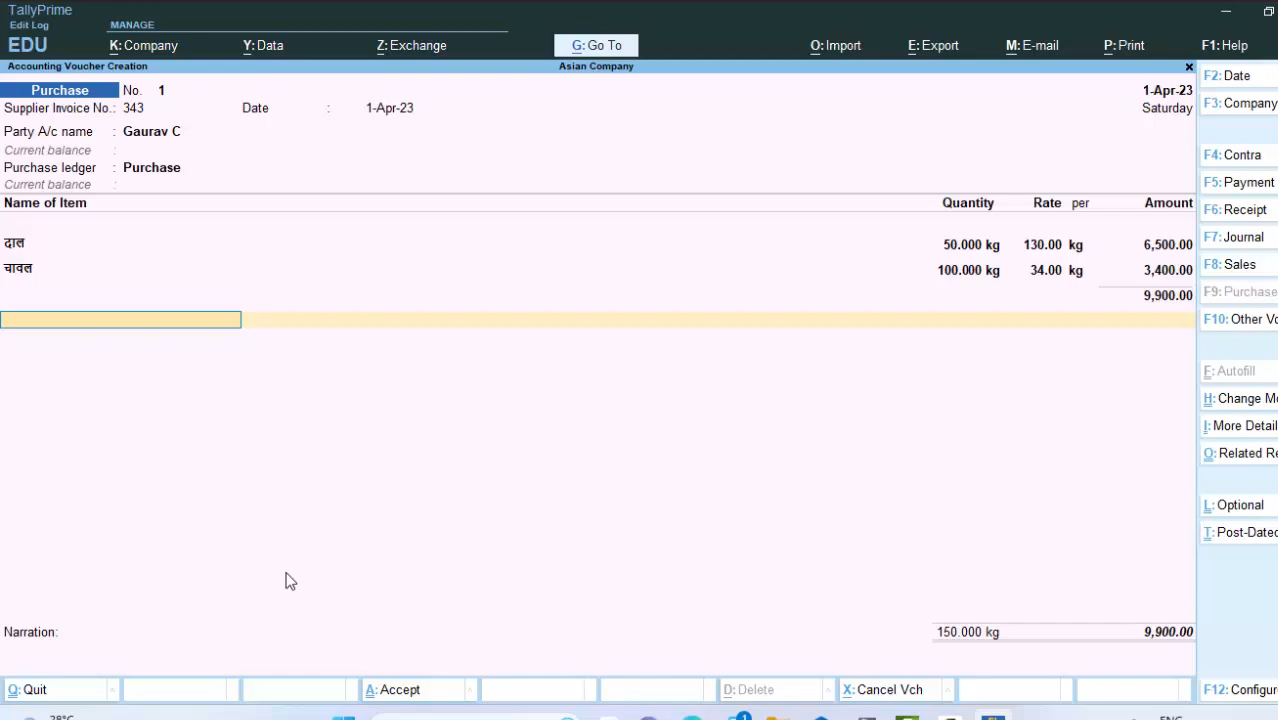 TallyPrime
Edit Log
MANAGE
EDU
K: Company
Y: Data
Z: Exchange
G: Go To
O: Import
E: Export
M: E-mail
P: Print
F1: Help
Accounting Voucher Creation
Asian Company
Purchase No. 1
1-Apr-23
Supplier Invoice No.: 343 Date : 1-Apr-23
Saturday
Party A/c name : Gaurav C
Current balance :
Purchase ledger : Purchase
Current balance :
Name of Item Quantity Rate per Amount
दाल 50.000 kg 130.00 kg 6,500.00
चावल 100.000 kg 34.00 kg 3,400.00
9,900.00
Narration:
150.000 kg 9,900.00
Q: Quit
A: Accept
D: Delete
X: Cancel Vch
F2: Date
F3: Company
F4: Contra
F5: Payment
F6: Receipt
F7: Journal
F8: Sales
F9: Purchase
F10: Other Vo
F: Autofill
H: Change Mo
I: More Detail
O: Related Re
L: Optional
T: Post-Dated
F12: Configur
28°C
ENG